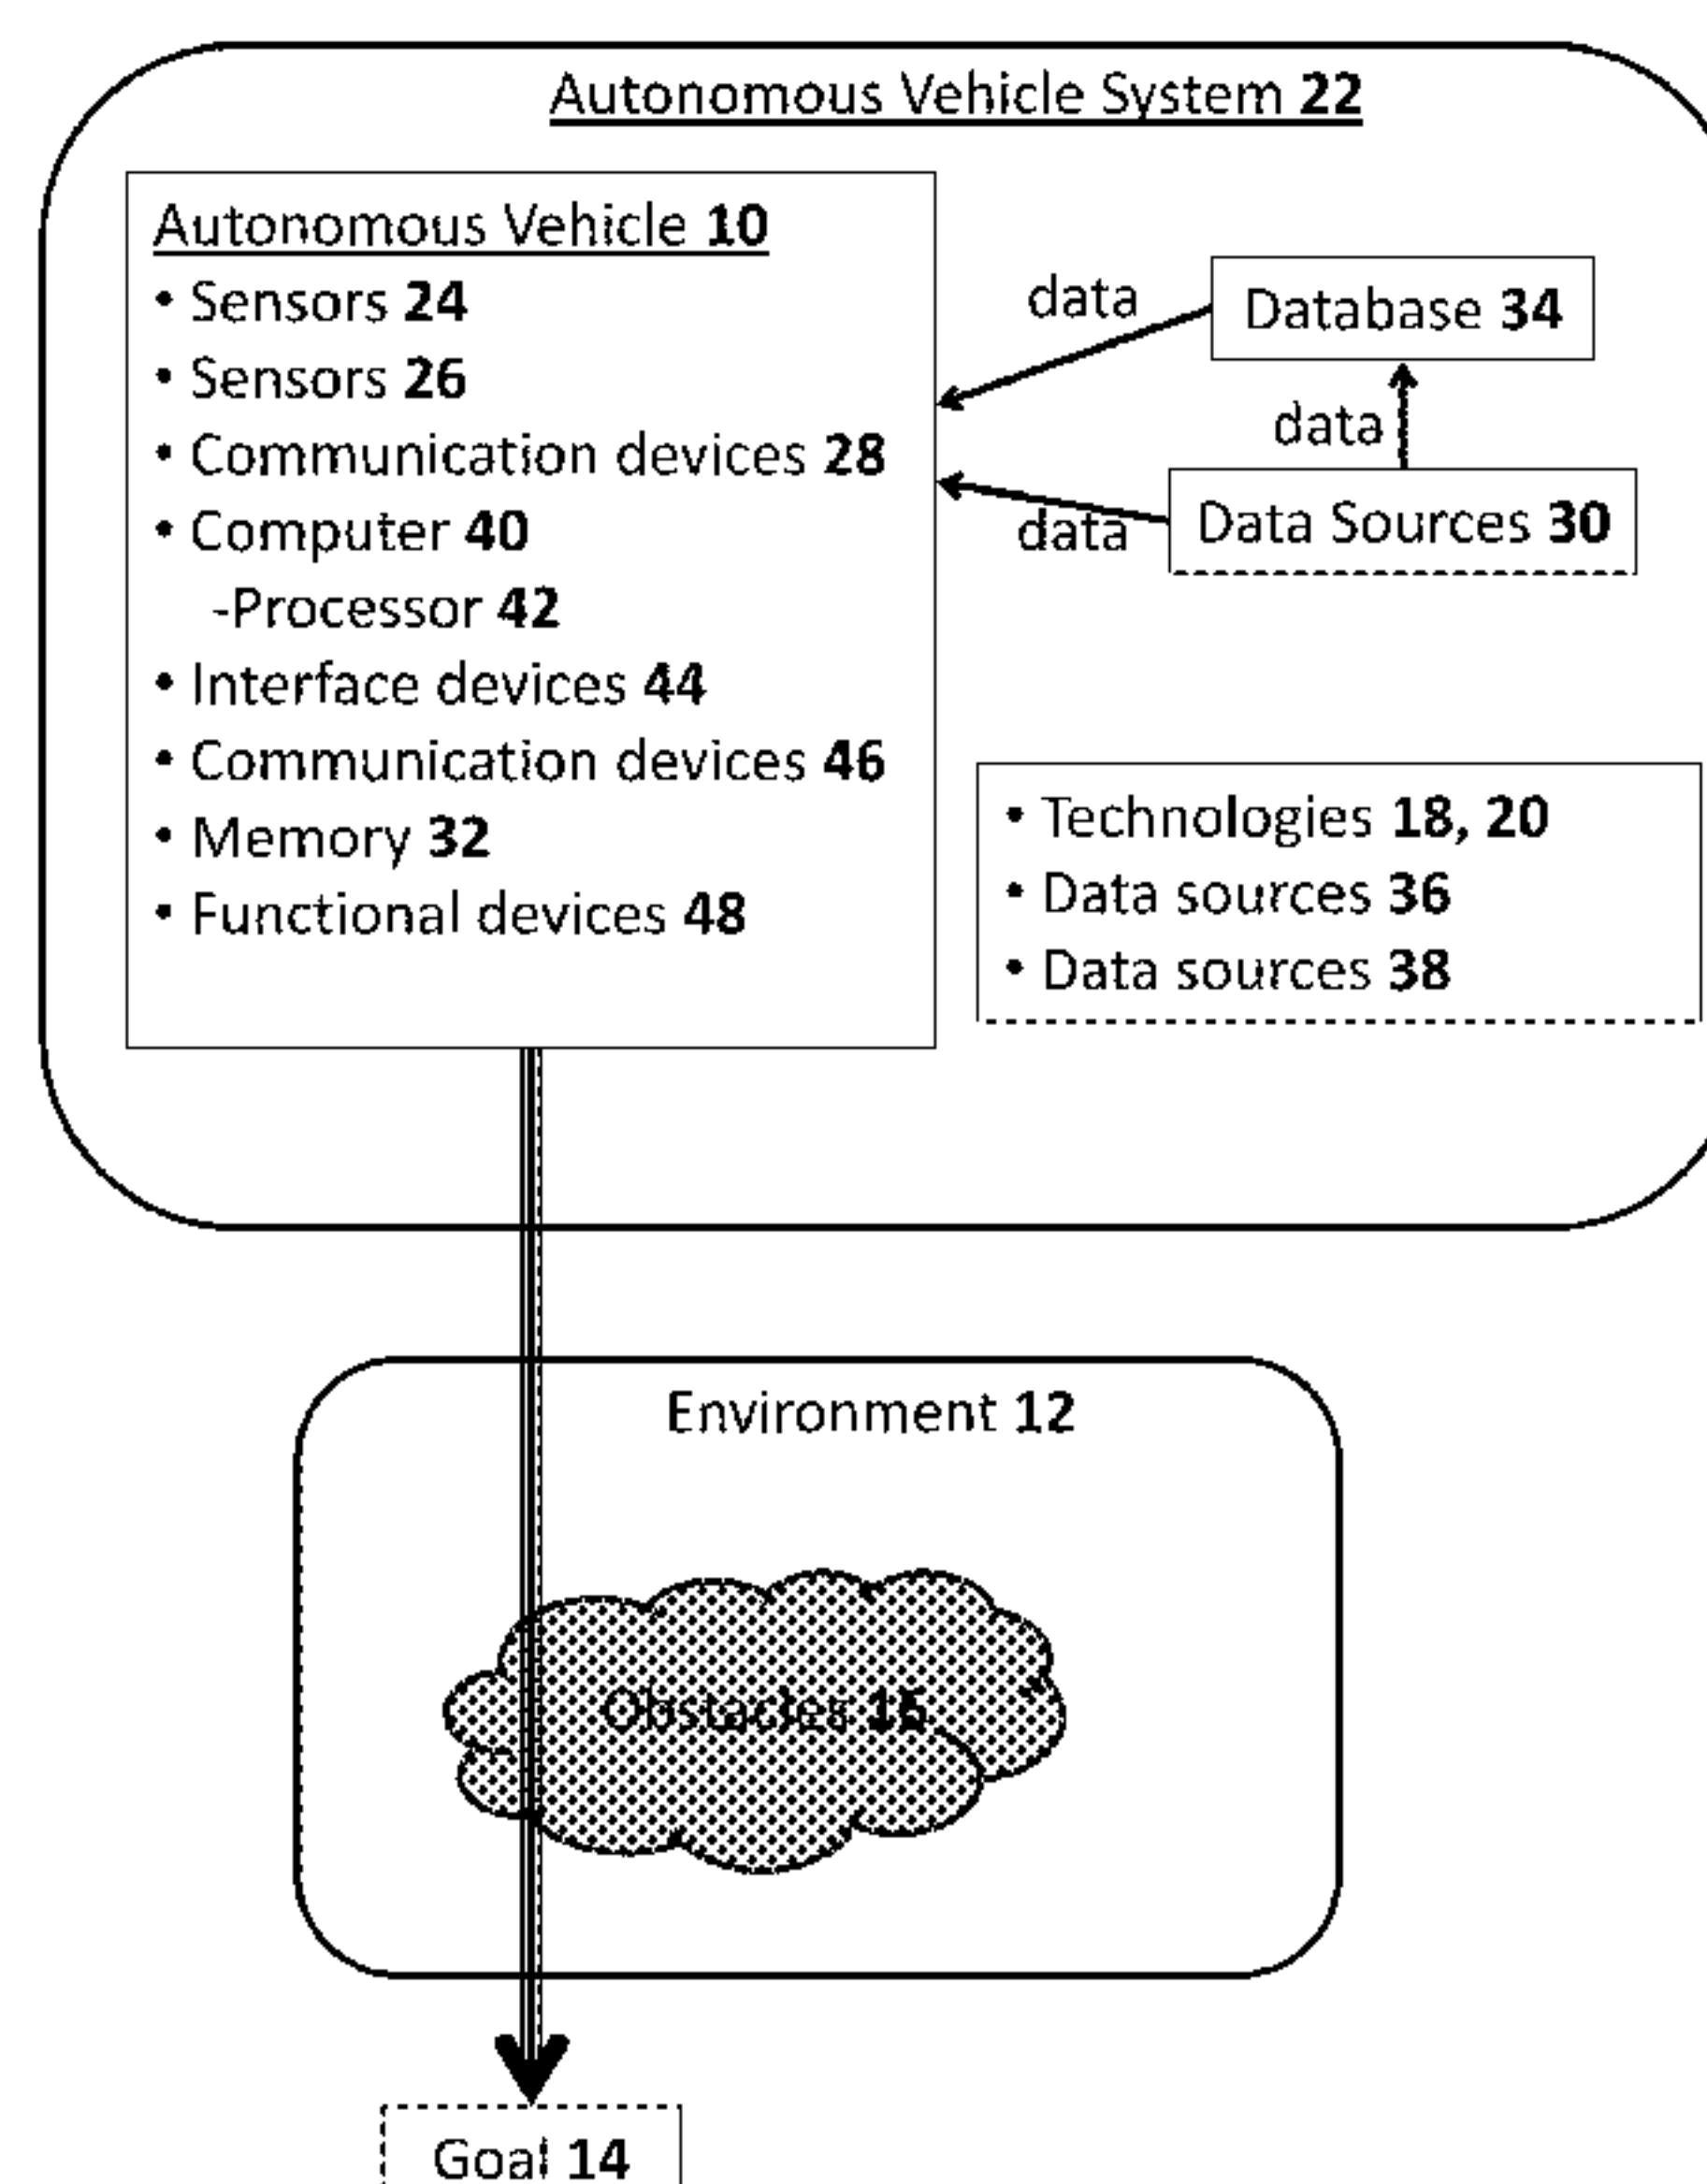 Autonomous Vehicle System 22
Autonomous Vehicle 10
• Sensors 24
• Sensors 26
• Communication devices 28
• Computer 40
-Processor 42
• Interface devices 44
• Communication devices 46
• Memory 32
• Functional devices 48
data
Database 34
data
data
Data Sources 30
• Technologies 18, 20
• Data sources 36
• Data sources 38
Environment 12
Obstacles 16
Goal 14